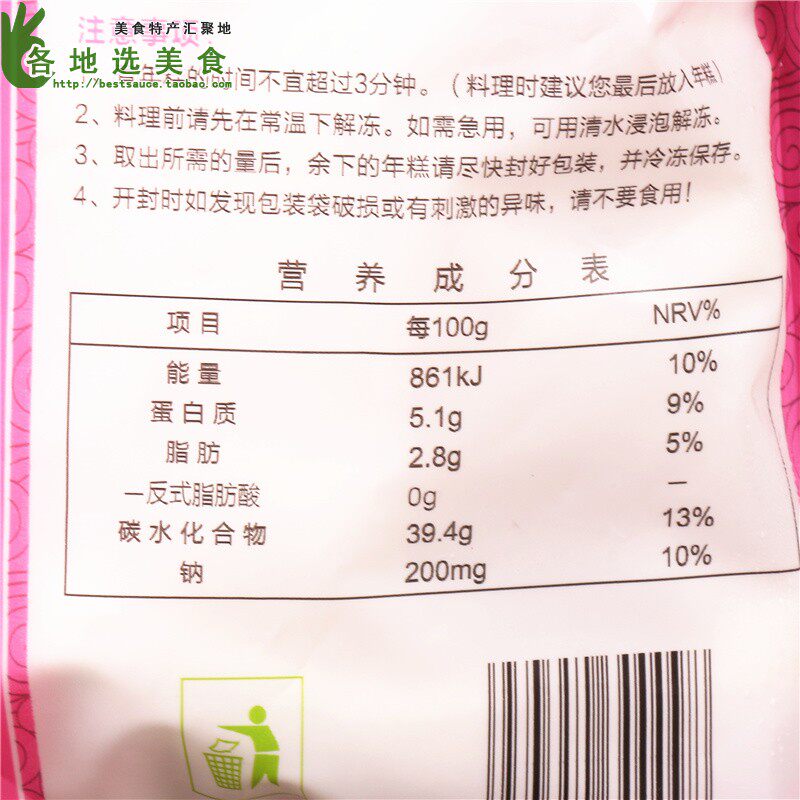 美食特产汇聚地
各地选美食
http://bestsauce.taobao.com
注意事项:
时间不宜超过3分钟。(料理时建议您最后放入年糕)
2、料理前请先在常温下解冻。如需急用,可用清水浸泡解冻。
3、取出所需的量后,余下的年糕请尽快封好包装,并冷冻保存。
4、开封时如发现包装袋破损或有刺激的异味,请不要食用!
营养成分表
项目 每100g NRV%
能量 861kJ 10%
蛋白质 5.1g 9%
脂肪 2.8g 5%
—反式脂肪酸 0g —
碳水化合物 39.4g 13%
钠 200mg 10%